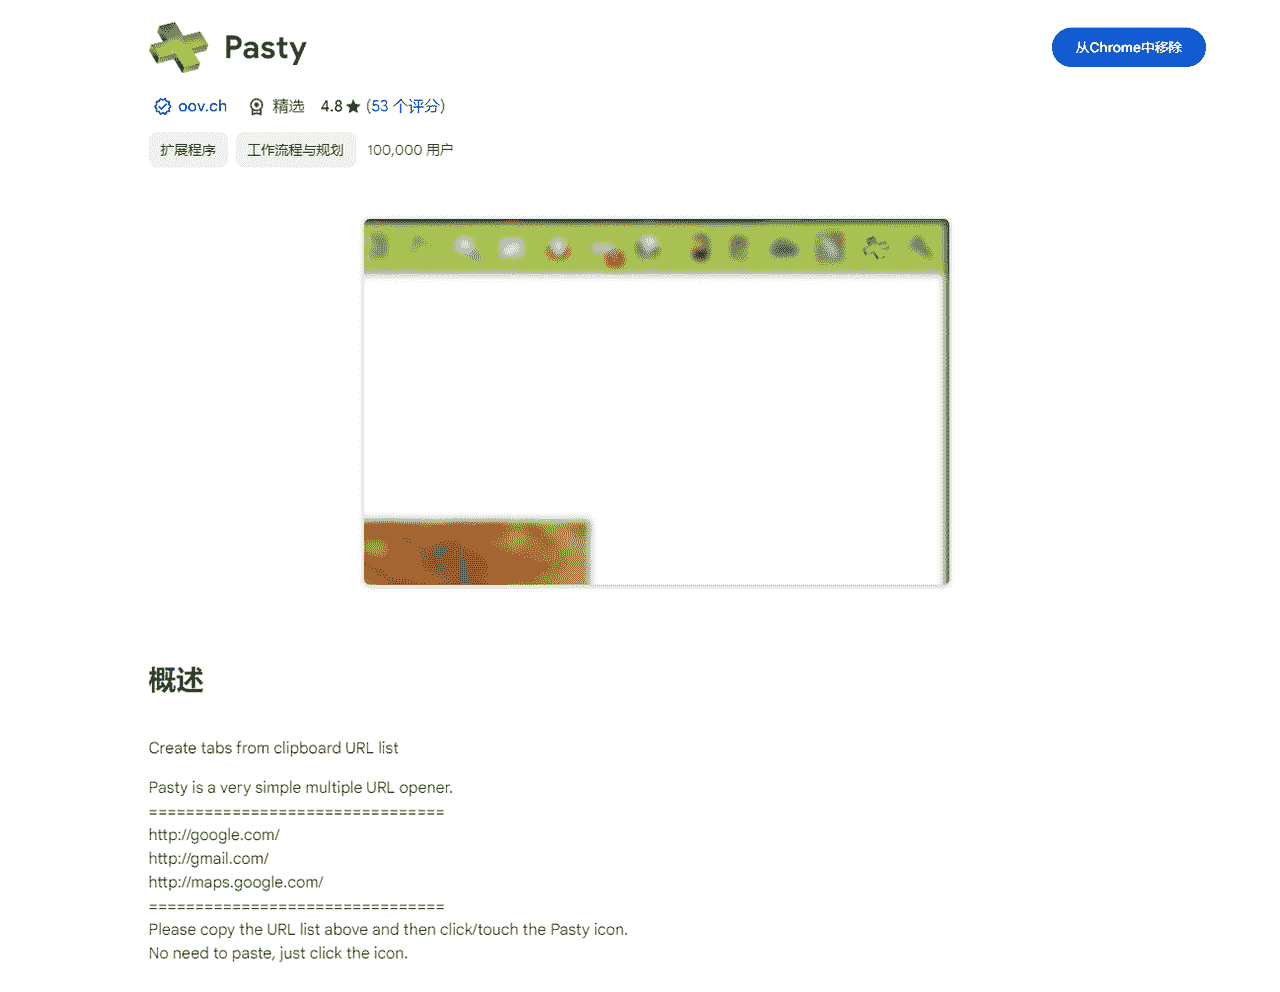 Pasty
从Chrome中移除
oov.ch 精选 4.8★ (53 个评分)
扩展程序 工作流程与规划 100,000 用户
概述
Create tabs from clipboard URL list
Pasty is a very simple multiple URL opener.
================================
http://google.com/
http://gmail.com/
http://maps.google.com/
================================
Please copy the URL list above and then click/touch the Pasty icon.
No need to paste, just click the icon.